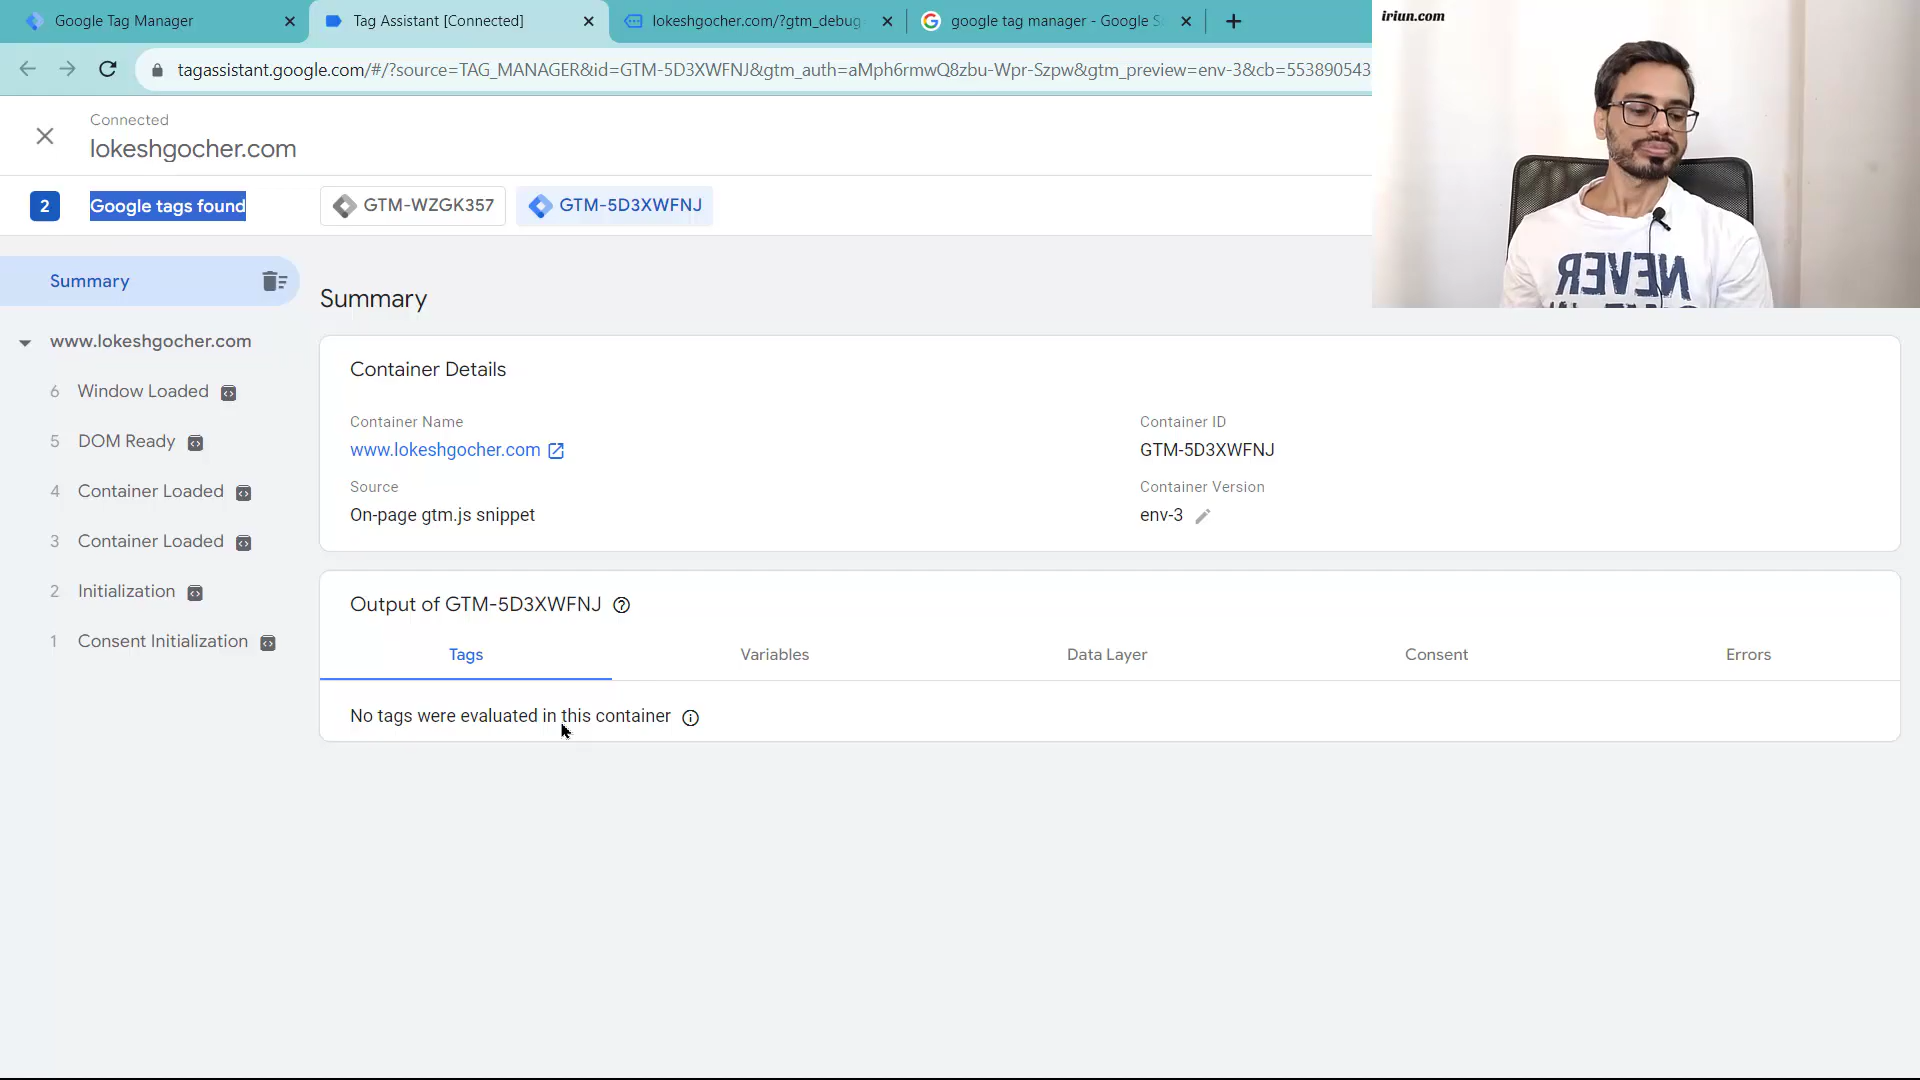 Google Tag Manager
Tag Assistant [Connected]
lokeshgocher.com/?gtm_debug
google tag manager - Google S
tagassistant.google.com/#/?source=TAG_MANAGER&id=GTM-5D3XWFNJ&gtm_auth=aMph6rmwQ8zbu-Wpr-Szpw&gtm_preview=env-3&cb=553890543
iriun.com
Connected
lokeshgocher.com
2 Google tags found
GTM-WZGK357
GTM-5D3XWFNJ
NEVER
Summary
www.lokeshgocher.com
6 Window Loaded
5 DOM Ready
4 Container Loaded
3 Container Loaded
2 Initialization
1 Consent Initialization
Summary
Container Details
Container Name
www.lokeshgocher.com
Container ID
GTM-5D3XWFNJ
Source
On-page gtm.js snippet
Container Version
env-3
Output of GTM-5D3XWFNJ
Tags
Variables
Data Layer
Consent
Errors
No tags were evaluated in this container